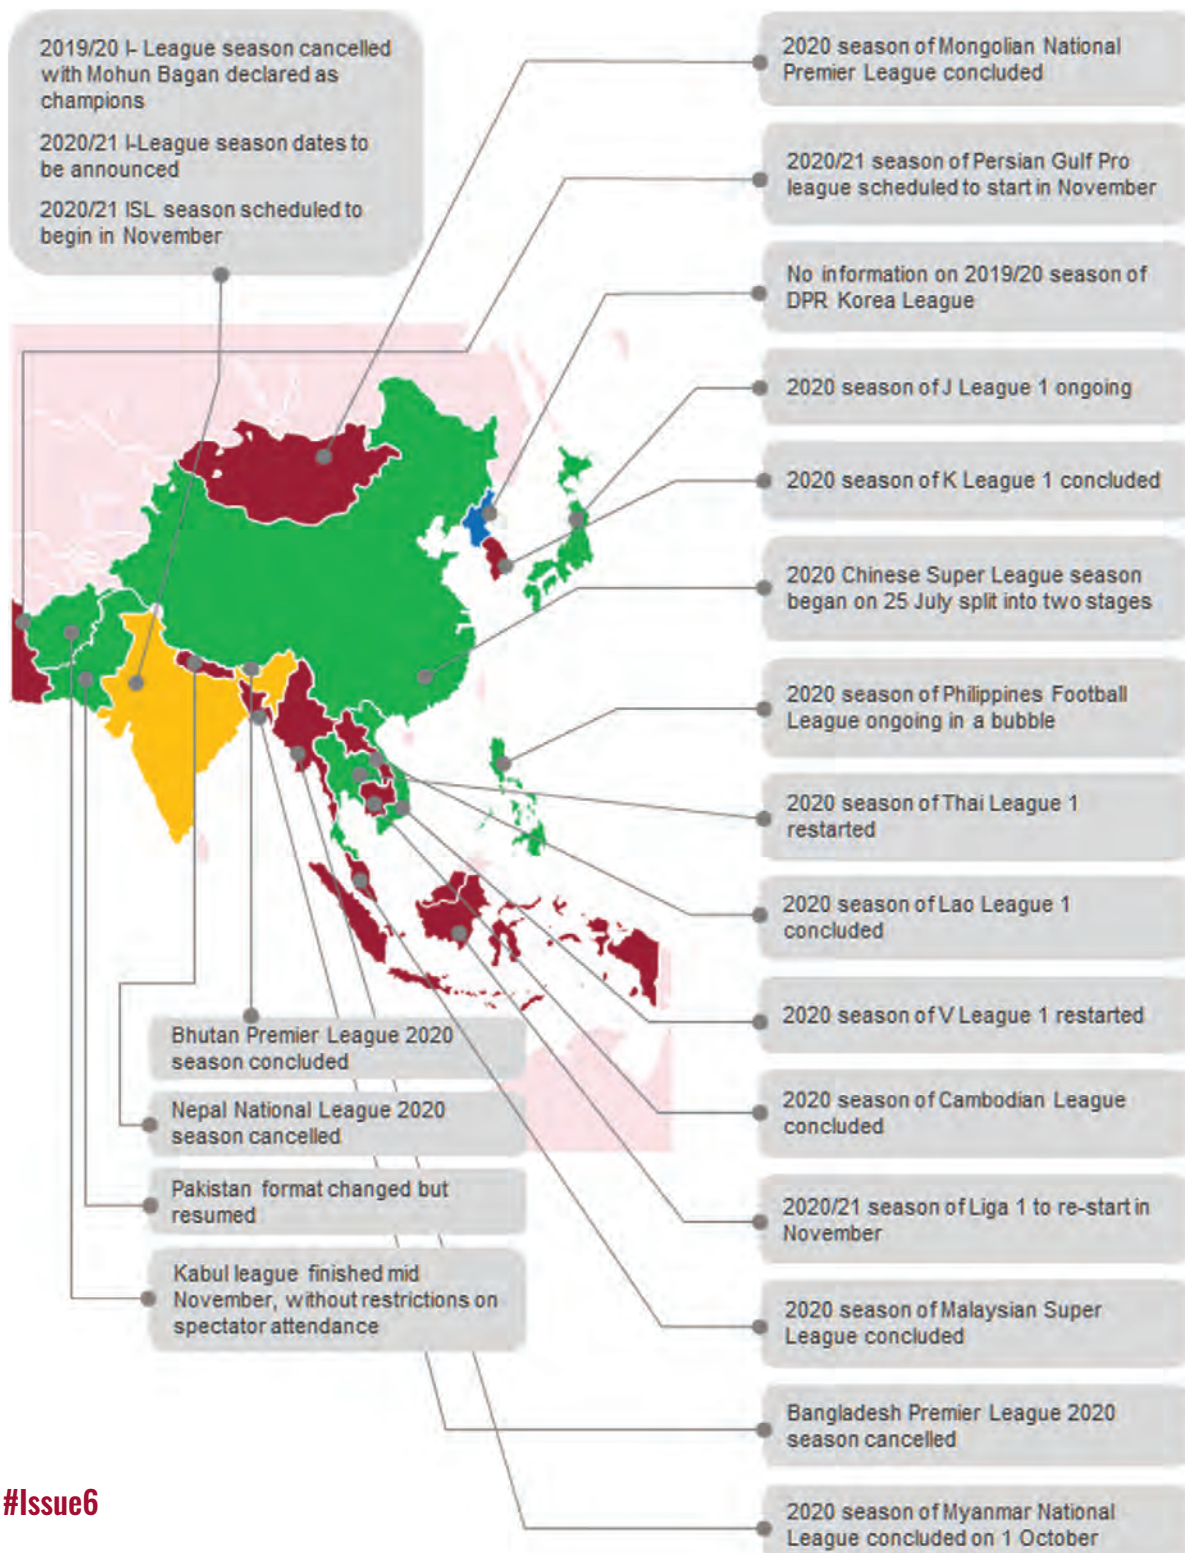 2019/20 I- League season cancelled
with Mohun Bagan declared as
champions
2020/21 I-League season dates to
be announced
2020/21 ISL season scheduled to
begin in November
2020 season of Mongolian National
Premier League concluded
2020/21 season of Persian Gulf Pro
league scheduled to start in November
No information on 2019/20 season of
DPR Korea League
2020 season of J League 1 ongoing
2020 season of K League 1 concluded
2020 Chinese Super League season
began on 25 July split into two stages
2020 season of Philippines Football
League ongoing in a bubble
2020 season of Thai League 1
restarted
2020 season of Lao League 1
concluded
2020 season of V League 1 restarted
2020 season of Cambodian League
concluded
2020/21 season of Liga 1 to re-start in
November
2020 season of Malaysian Super
League concluded
Bangladesh Premier League 2020
season cancelled
2020 season of Myanmar National
League concluded on 1 October
Bhutan Premier League 2020
season concluded
Nepal National League 2020
season cancelled
Pakistan format changed but
resumed
Kabul league finished mid
November, without restrictions on
spectator attendance
#Issue6